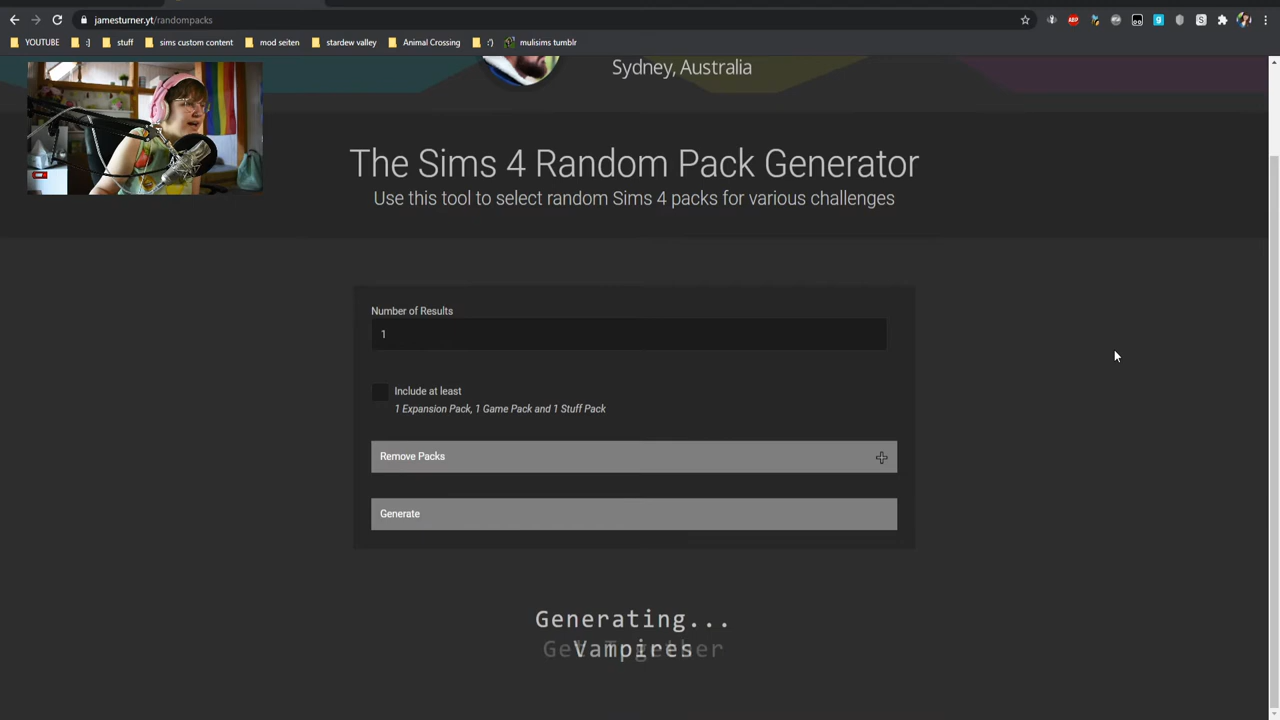 jamesturner.yt/randompacks
YOUTUBE :] stuff sims custom content mod seiten stardew valley Animal Crossing :') mulisims tumblr
Sydney, Australia
The Sims 4 Random Pack Generator
Use this tool to select random Sims 4 packs for various challenges
Number of Results
1
Include at least
1 Expansion Pack, 1 Game Pack and 1 Stuff Pack
Remove Packs
Generate
Generating...
Vampires
Get Together